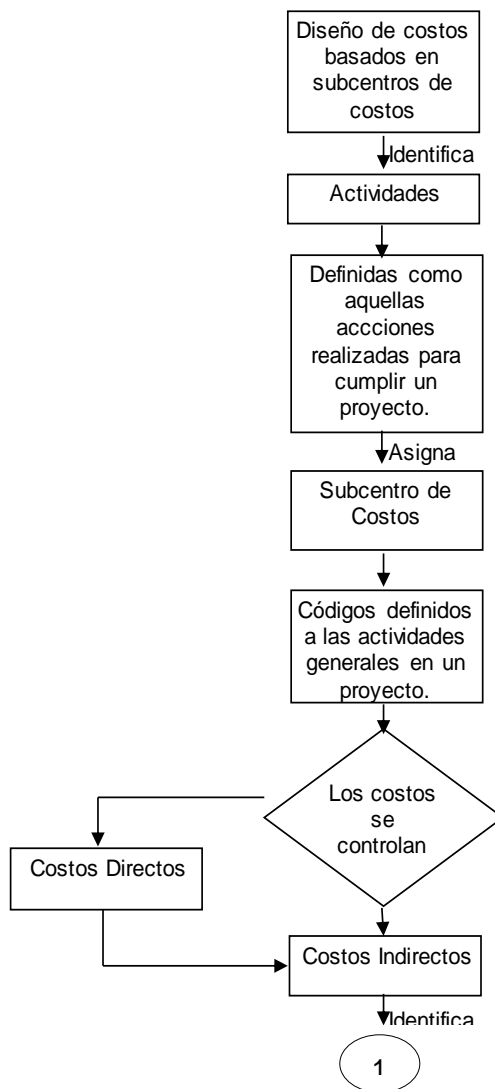 Diseño de costos
basados en
subcentros de
costos
Identifica
Actividades
Definidas como
aquellas
accciones
realizadas para
cumplir un
proyecto.
Asigna
Subcentro de
Costos
Códigos definidos
a las actividades
generales en un
proyecto.
Los costos
se
controlan
Costos Directos
Costos Indirectos
Identifica
1